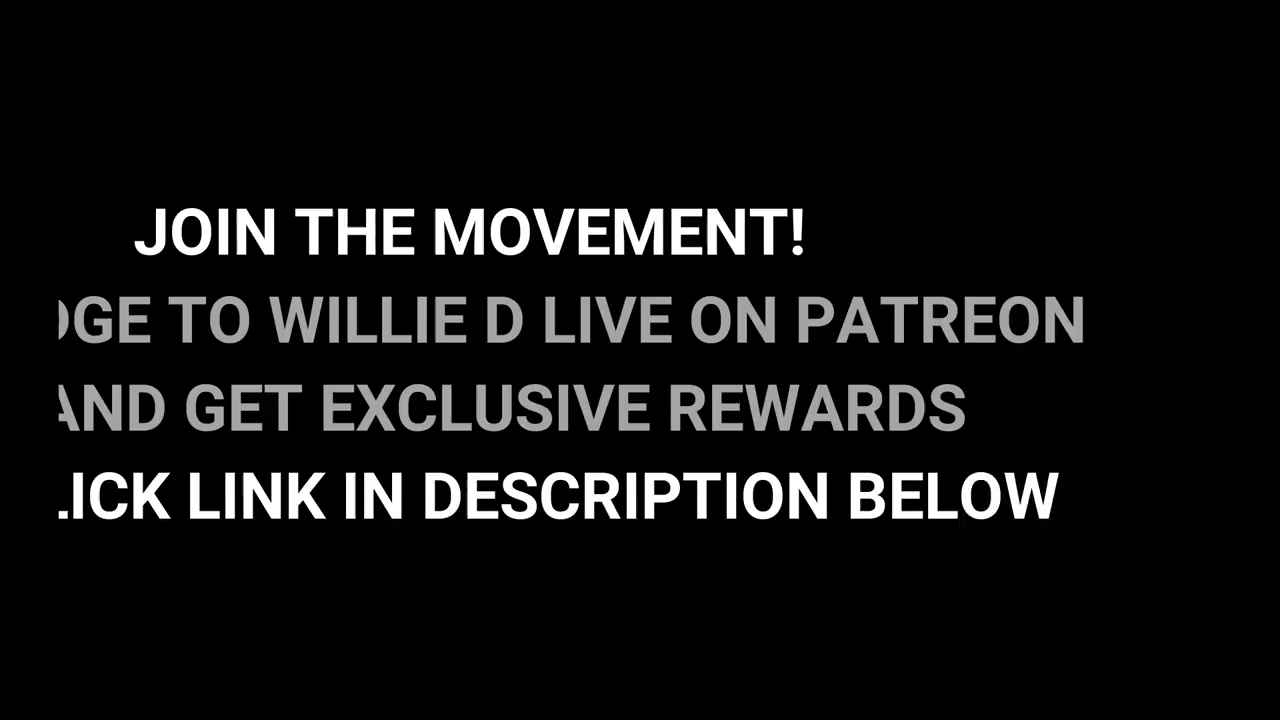 JOIN THE MOVEMENT!
TO WILLIE D LIVE ON PATREON
AND GET EXCLUSIVE REWARDS
LINK IN DESCRIPTION BELOW